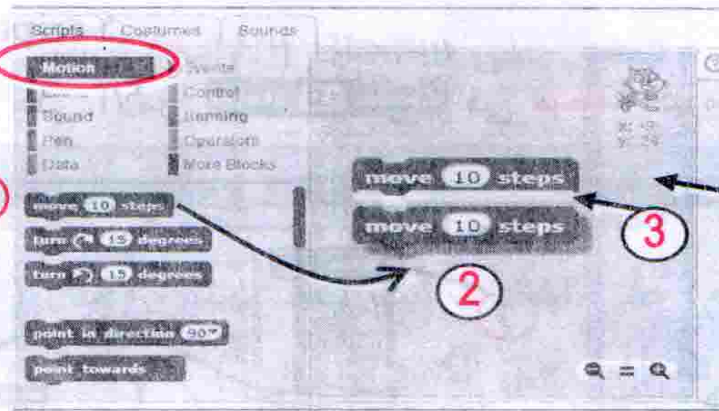 Scripts Costumes Sounds
Motion Events
Looks Control
Sound Sensing
Pen Operators
Data More Blocks
move 10 steps
turn 15 degrees
turn 15 degrees
point in direction 90
point towards
move 10 steps
move 10 steps
2
3